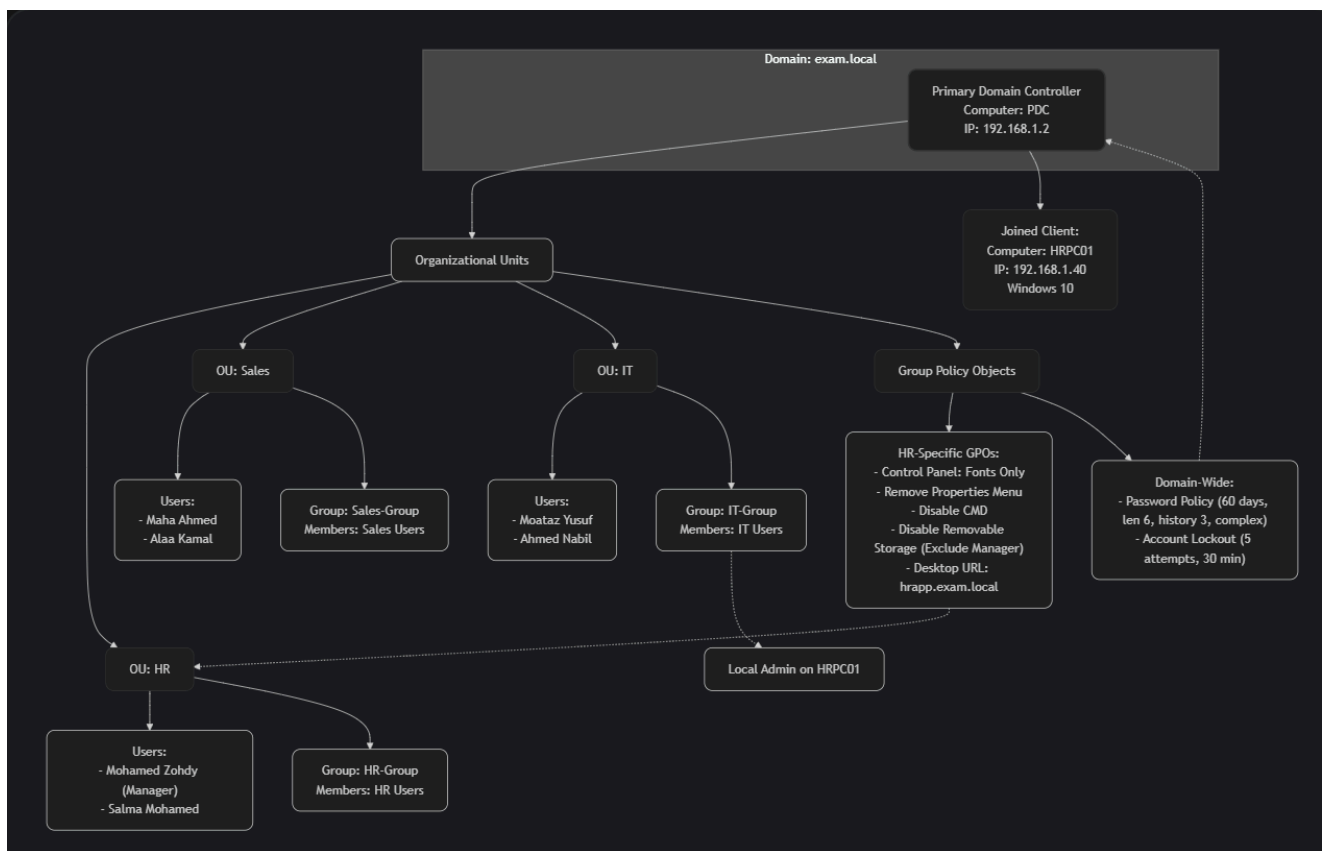 Domain: exam.local
Primary Domain Controller
Computer: PDC
IP: 192.168.1.2
Joined Client:
Computer: HRPC01
IP: 192.168.1.40
Windows 10
Organizational Units
OU: Sales
OU: IT
Group Policy Objects
Users:
- Maha Ahmed
- Alaa Kamal
Group: Sales-Group
Members: Sales Users
Users:
- Moataz Yusuf
- Ahmed Nabil
Group: IT-Group
Members: IT Users
HR-Specific GPOs:
- Control Panel: Fonts Only
- Remove Properties Menu
- Disable CMD
- Disable Removable
Storage (Exclude Manager)
- Desktop URL:
hrapp.exam.local
Domain-Wide:
- Password Policy (60 days,
len 6, history 3, complex)
- Account Lockout (5
attempts, 30 min)
OU: HR
Local Admin on HRPC01
Users:
- Mohamed Zohdy
(Manager)
- Salma Mohamed
Group: HR-Group
Members: HR Users